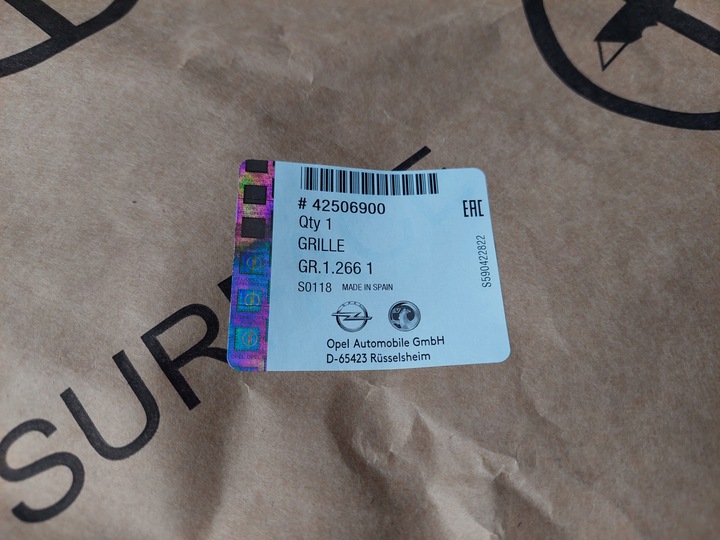 # 42506900
Qty 1
GRILLE
GR.1.266 1
S0118 MADE IN SPAIN
Opel Automobile GmbH
D-65423 Rüsselsheim
EAC
S590422822
SUR